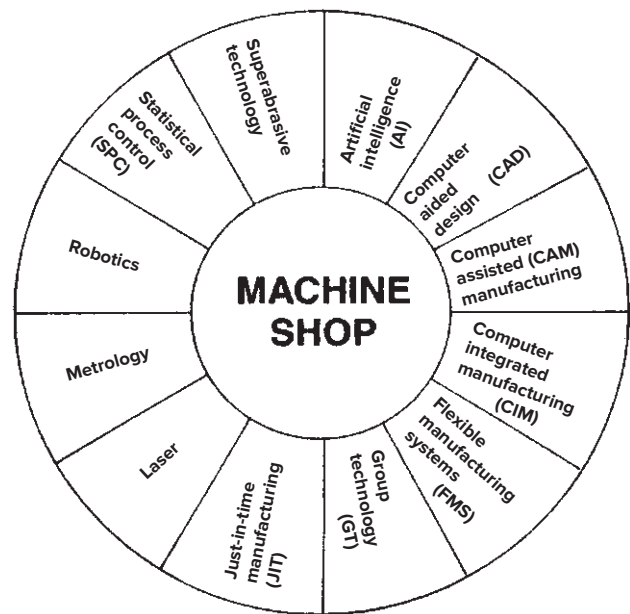 Superabrasive
technology
Artificial
intelligence
(AI)
Computer
aided (CAD)
design
Computer
assisted (CAM)
manufacturing
Computer
integrated
manufacturing
(CIM)
Flexible
manufacturing
systems
(FMS)
Group
technology
(GT)
Just-in-time
manufacturing
(JIT)
Laser
Metrology
Robotics
Statistical
process
control
(SPC)
MACHINE
SHOP